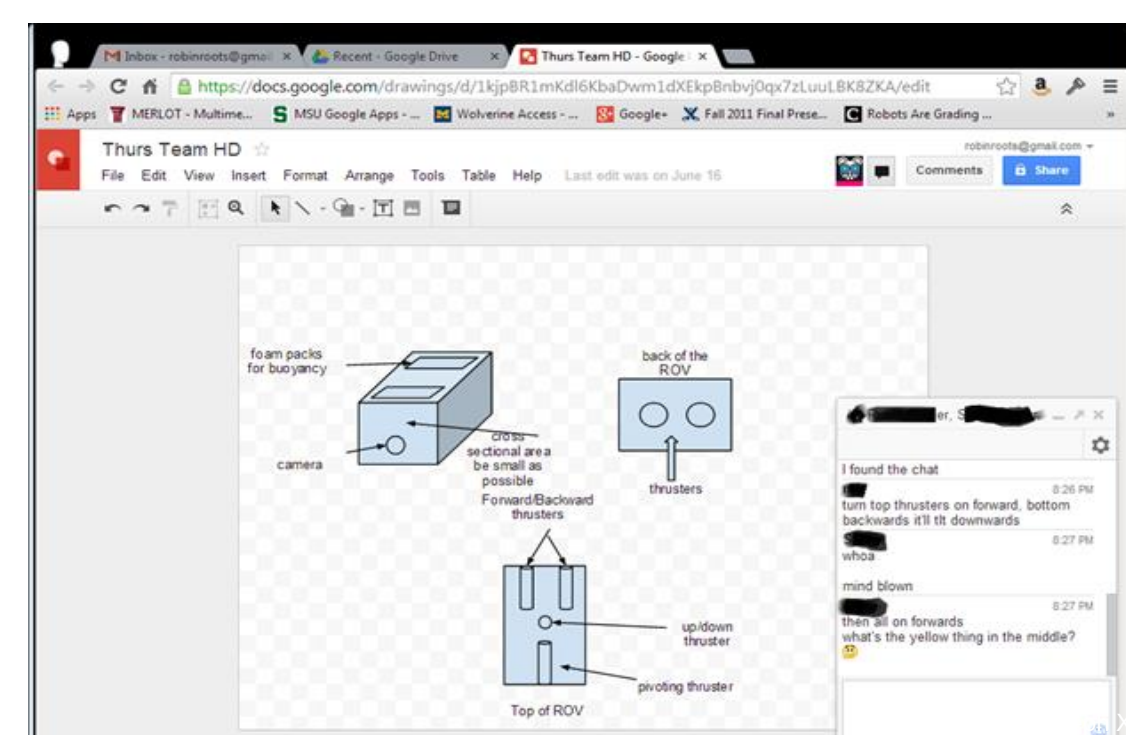 Inbox - robinroots@gmai
Recent - Google Drive
Thurs Team HD - Google
https://docs.google.com/drawings/d/1kjpBR1mKdl6KbaDwm1dXEkpBnbvj0qx7zLuuLBK8ZKA/edit
Apps MERLOT - Multime... MSU Google Apps - ... Wolverine Access - ... Google+ Fall 2011 Final Prese... Robots Are Grading ... »
Thurs Team HD
robinroots@gmail.com
File Edit View Insert Format Arrange Tools Table Help Last edit was on June 16
Comments Share
foam packs
for buoyancy
camera
cross
sectional area
be small as
possible
back of the
ROV
thrusters
Forward/Backward
thrusters
up/down
thruster
pivoting thruster
Top of ROV
er, S
I found the chat
8:26 PM
turn top thrusters on forward, bottom
backwards it'll tlt downwards
S
8:27 PM
whoa
mind blown
8:27 PM
then all on forwards
what's the yellow thing in the middle?